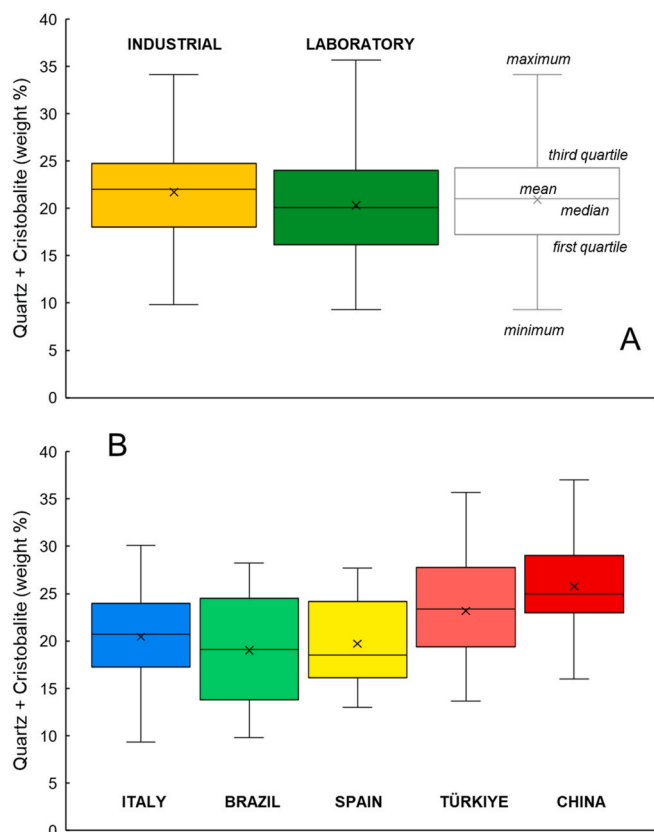 40
35
30
25
20
15
10
5
0
Quartz + Cristobalite (weight %)
INDUSTRIAL
LABORATORY
maximum
third quartile
mean
median
first quartile
minimum
A
B
40
35
30
25
20
15
10
5
0
Quartz + Cristobalite (weight %)
ITALY
BRAZIL
SPAIN
TÜRKIYE
CHINA